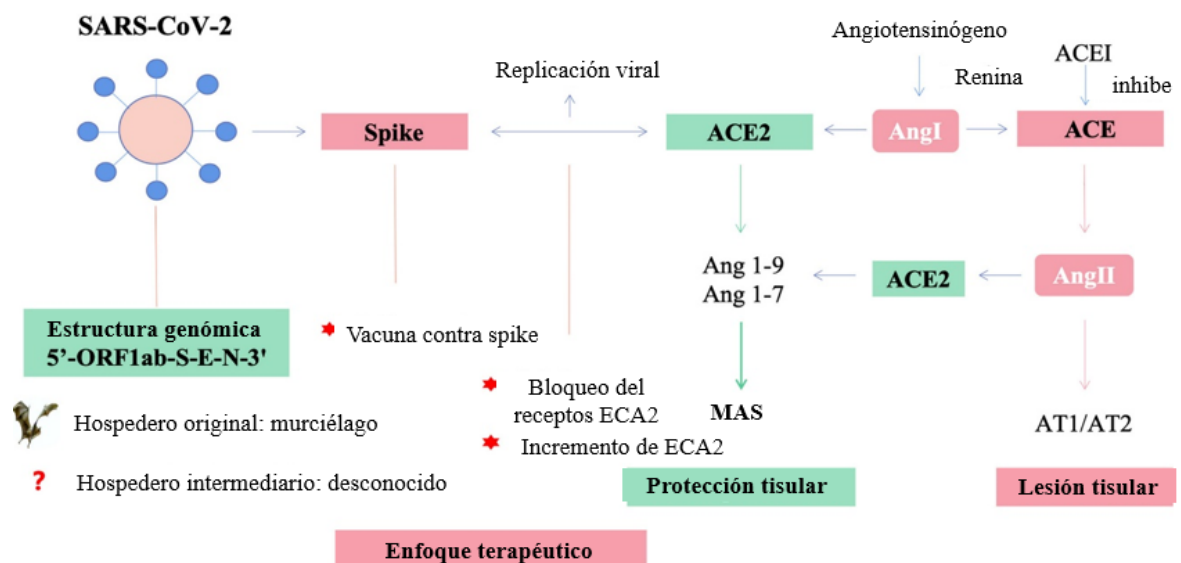 SARS-CoV-2
Angiotensinógeno
ACEI
Replicación viral
Renina
inhibe
Spike
ACE2
AngI
ACE
Ang 1-9
Ang 1-7
ACE2
AngII
Estructura genómica
5’-ORF1ab-S-E-N-3'
Vacuna contra spike
Bloqueo del
receptos ECA2
Incremento de ECA2
MAS
AT1/AT2
Hospedero original: murciélago
? Hospedero intermediario: desconocido
Protección tisular
Lesión tisular
Enfoque terapéutico